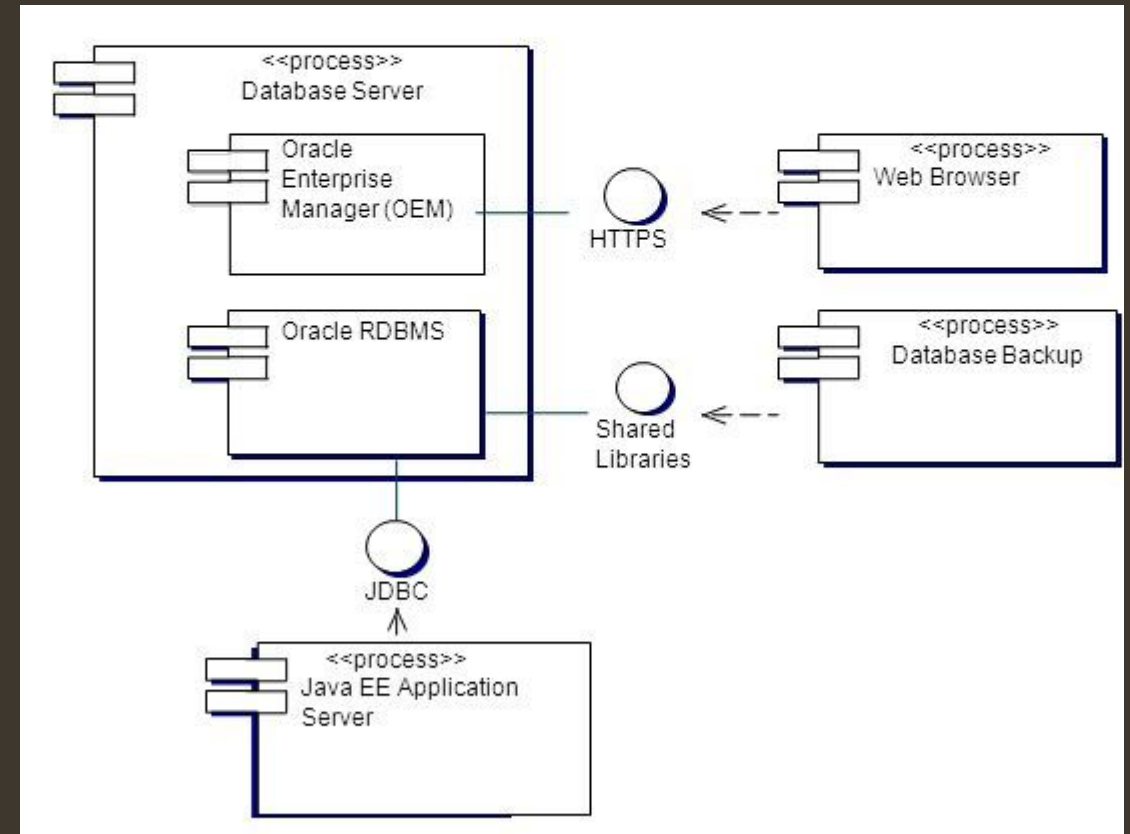 <<process>>
Database Server
Oracle
Enterprise
Manager (OEM)
HTTPS
<<process>>
Web Browser
Oracle RDBMS
Shared
Libraries
<<process>>
Database Backup
JDBC
<<process>>
Java EE Application
Server